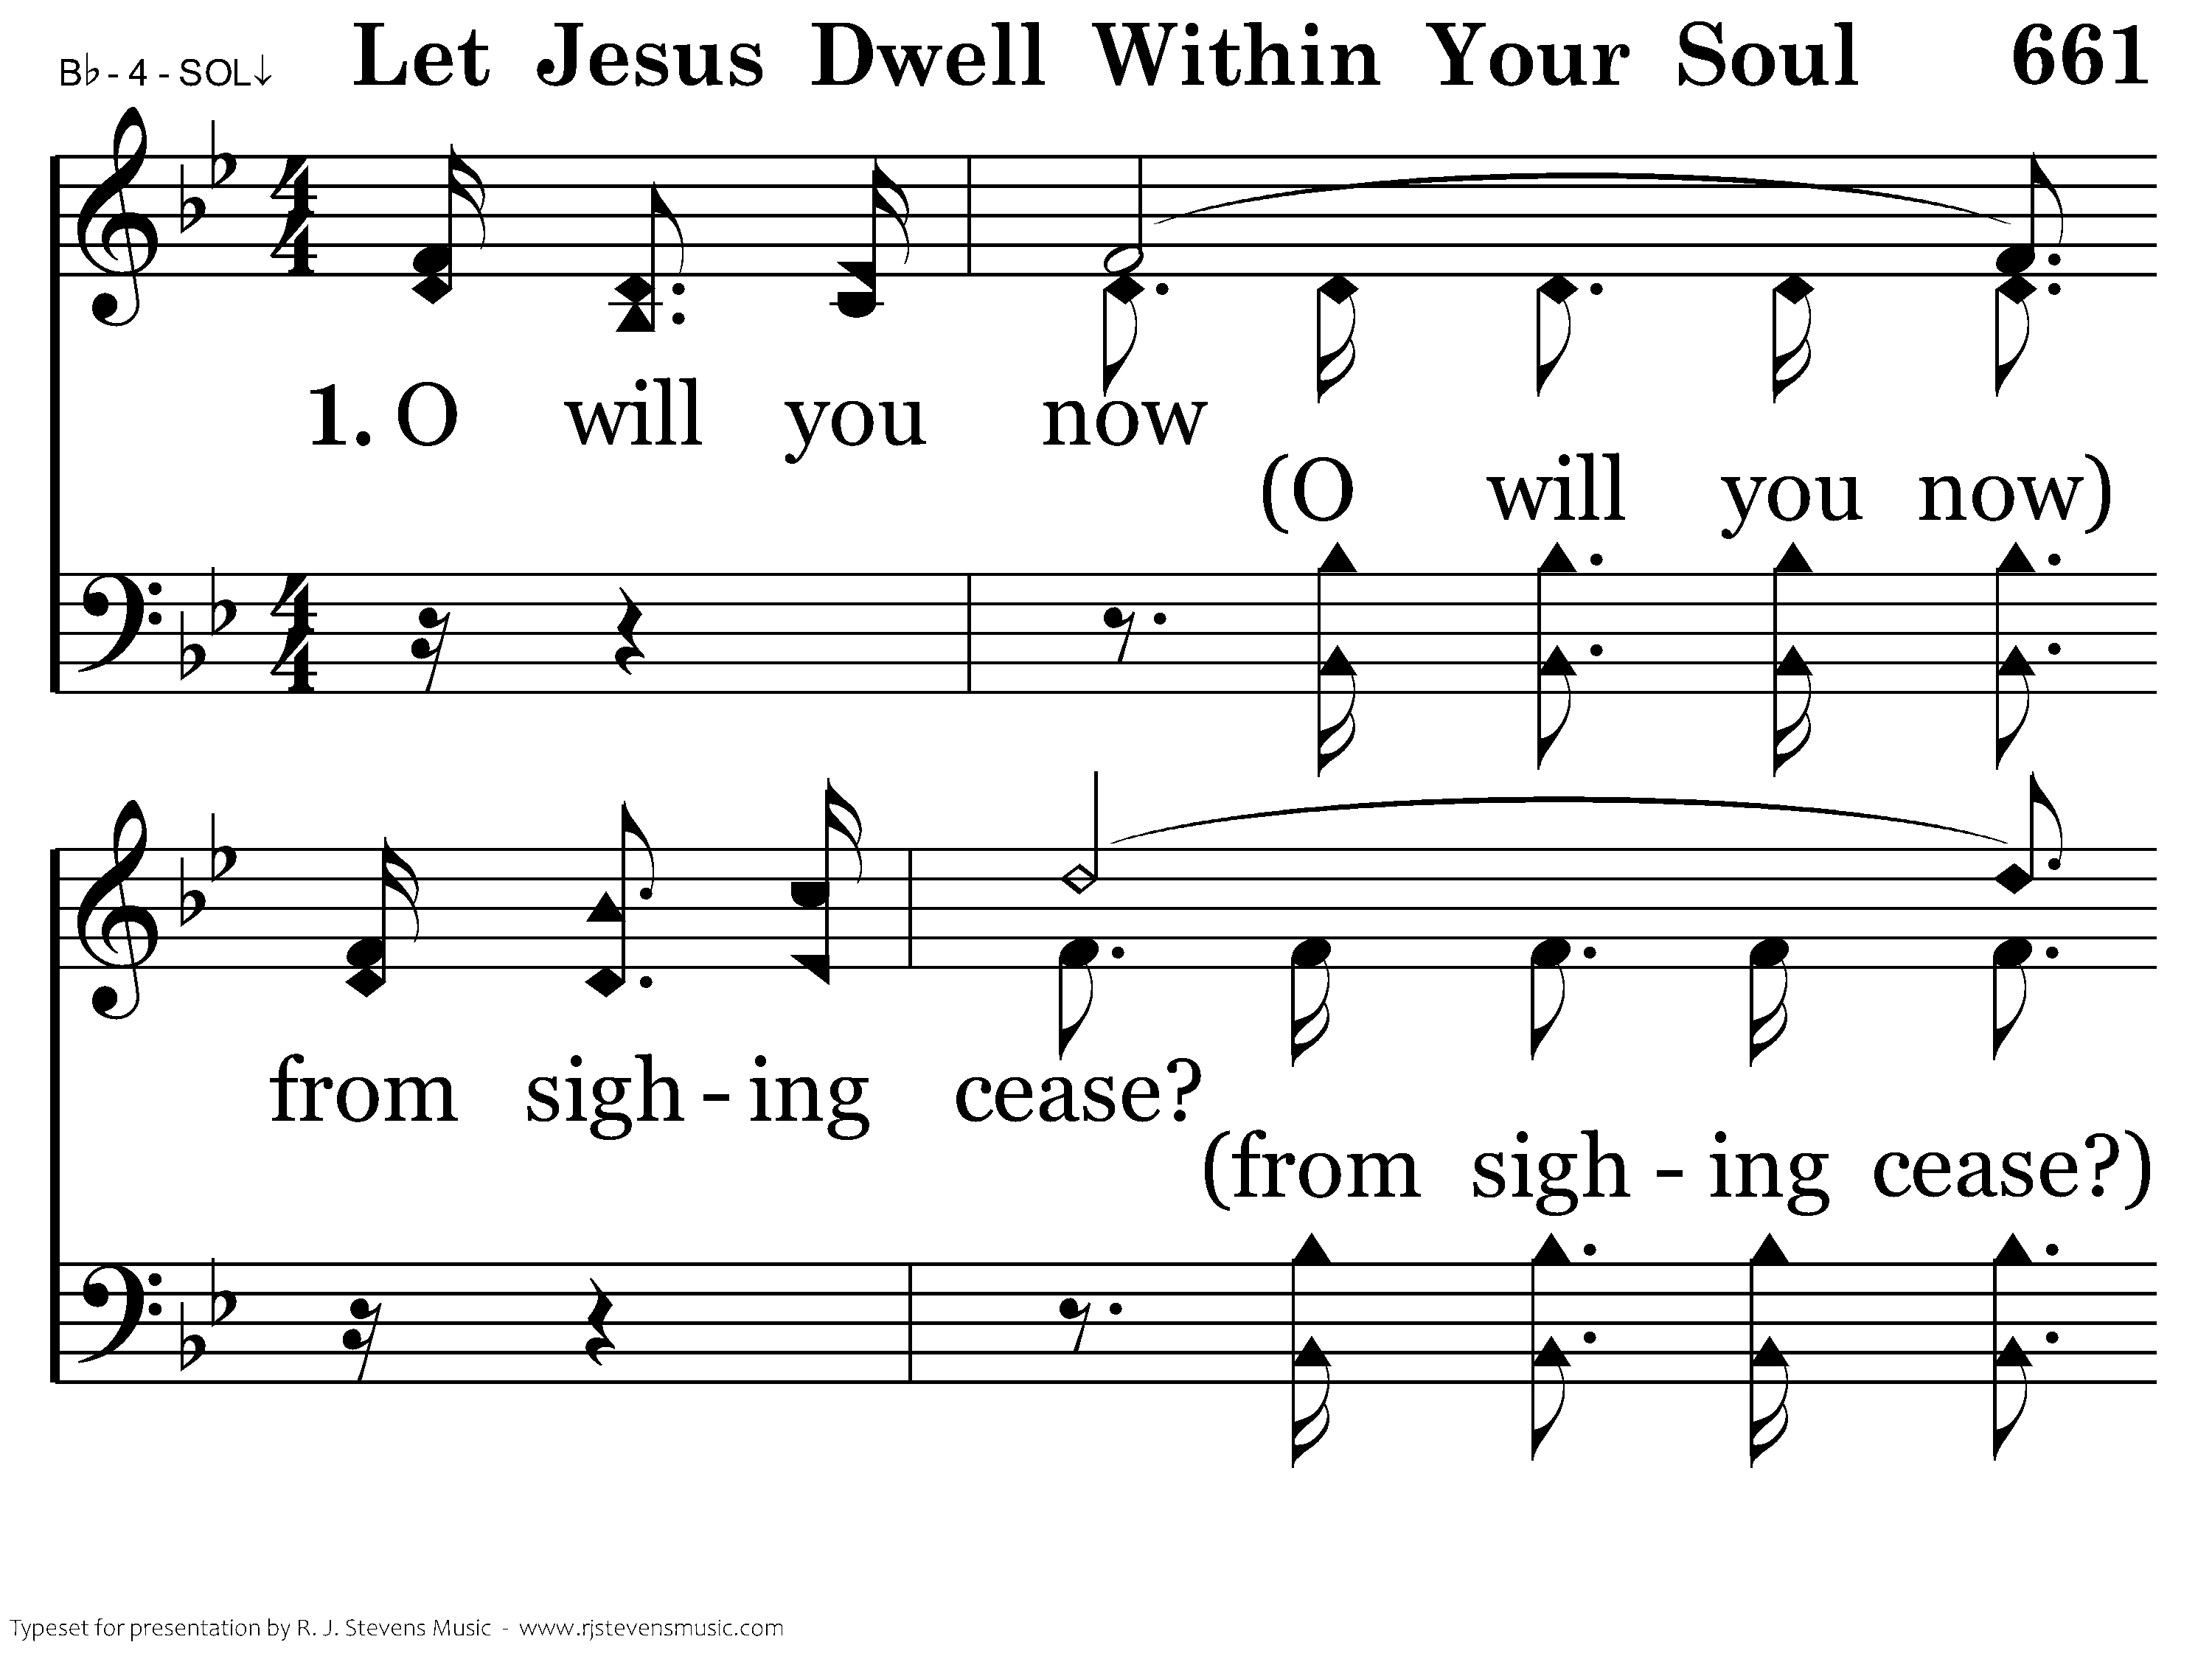 B♭ - 4 - SOL↓ Let Jesus Dwell Within Your Soul 661
1. O will you now
(O will you now)
from sigh - ing cease?
(from sigh - ing cease?)
Typeset for presentation by R. J. Stevens Music - www.rjstevensmusic.com